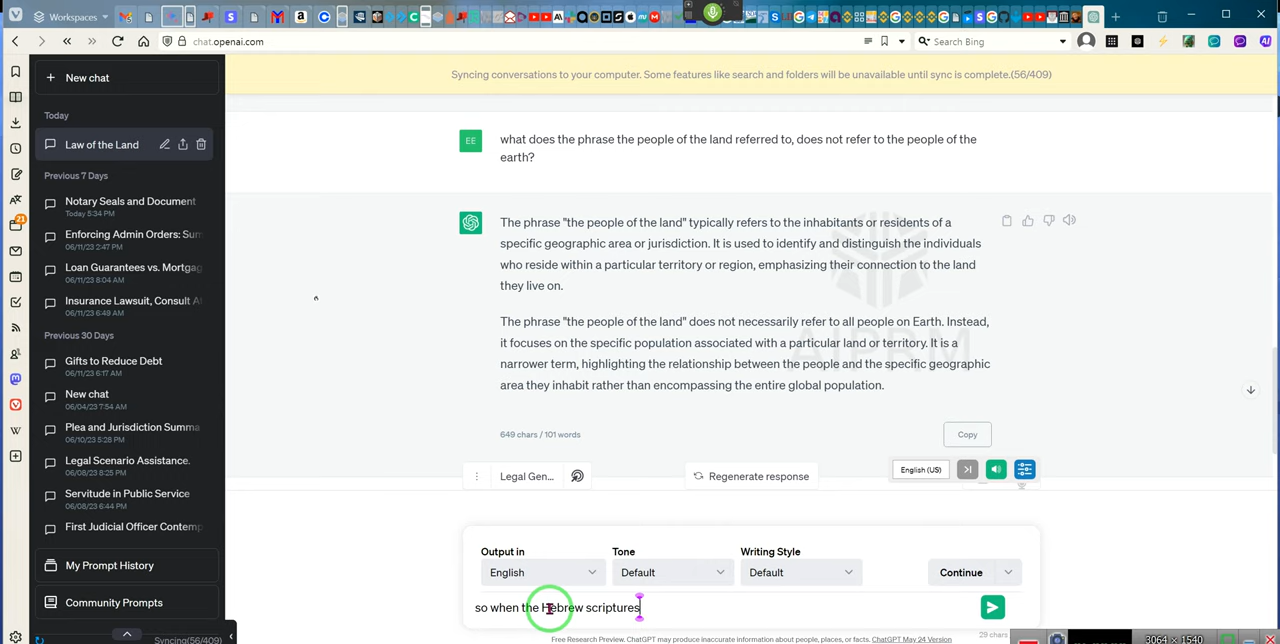 Workspaces
chat.openai.com
Search Bing
New chat
Syncing conversations to your computer. Some features like search and folders will be unavailable until sync is complete.(56/409)
Today
Law of the Land
Previous 7 Days
Notary Seals and Document
Today 5:34 PM
Enforcing Admin Orders: Sum
06/11/23 2:47 PM
Loan Guarantees vs. Mortgag
06/11/23 8:04 AM
Insurance Lawsuit, Consult At
06/11/23 6:49 AM
Previous 30 Days
Gifts to Reduce Debt
06/11/23 6:17 AM
New chat
06/04/23 7:54 AM
Plea and Jurisdiction Summa
06/10/23 5:28 PM
Legal Scenario Assistance.
06/08/23 8:25 PM
Servitude in Public Service
06/08/23 6:44 PM
First Judicial Officer Contemp
My Prompt History
Community Prompts
Syncing(56/409)
21
EE
what does the phrase the people of the land referred to, does not refer to the people of the
earth?
The phrase "the people of the land" typically refers to the inhabitants or residents of a
specific geographic area or jurisdiction. It is used to identify and distinguish the individuals
who reside within a particular territory or region, emphasizing their connection to the land
they live on.
The phrase "the people of the land" does not necessarily refer to all people on Earth. Instead,
it focuses on the specific population associated with a particular land or territory. It is a
narrower term, highlighting the relationship between the people and the specific geographic
area they inhabit rather than encompassing the entire global population.
AIPRM
649 chars / 101 words
Copy
Legal Gen...
Regenerate response
English (US)
Output in
Tone
Writing Style
English
Default
Default
Continue
so when the Hebrew scriptures
29 chars
Free Research Preview. ChatGPT may produce inaccurate information about people, places, or facts. ChatGPT May 24 Version
3064 × 1540